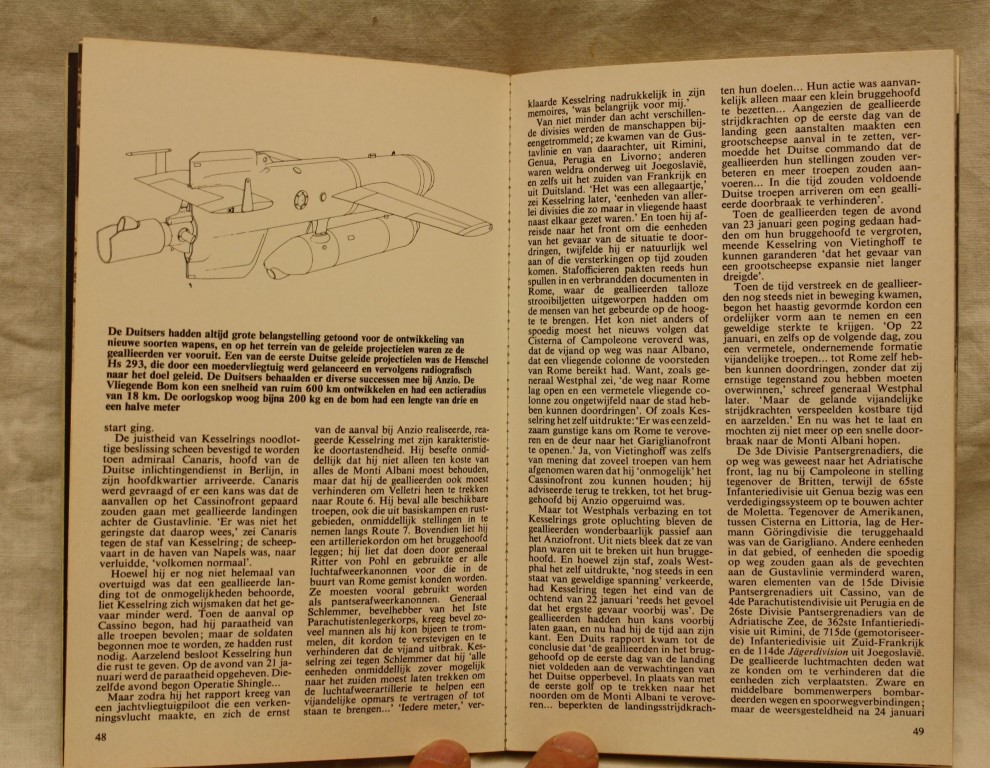 De Duitsers hadden altijd grote belangstelling getoond voor de ontwikkeling van
nieuwe soorten wapens, en op het terrein van de geleide projectielen waren ze de
geallieerden ver vooruit. Een van de eerste Duitse geleide projectielen was de Henschel
Hs 293, die door een moedervliegtuig werd gelanceerd en vervolgens radiografisch
naar het doel geleid. De Duitsers behaalden er diverse successen mee bij Anzio. De
Vliegende Bom kon een snelheid van ruim 600 km ontwikkelen en had een actieradius
van 18 km. De oorlogskop woog bijna 200 kg en de bom had een lengte van drie en
een halve meter
start ging.
De juistheid van Kesselrings noodlot-
tige beslissing scheen bevestigd te worden
toen admiraal Canaris, hoofd van de
Duitse inlichtingendienst in Berlijn, in
zijn hoofdkwartier arriveerde. Canaris
werd gevraagd of er een kans was dat de
aanvallen op het Cassinofront gepaard
zouden gaan met geallieerde landingen
achter de Gustavlinie. 'Er was niet het
geringste dat daarop wees,' zei Canaris
tegen de staf van Kesselring; de scheep-
vaart in de haven van Napels was, naar
verluidde, 'volkomen normaal'.
Hoewel hij er nog niet helemaal van
overtuigd was dat een geallieerde lan-
ding tot de onmogelijkheden behoorde,
liet Kesselring zich wijsmaken dat het ge-
vaar minder werd. Toen de aanval op
Cassino begon, had hij paraatheid van
alle troepen bevolen; maar de soldaten
begonnen moe te worden, ze hadden rust
nodig. Aarzelend besloot Kesselring hun
die rust te geven. Op de avond van 21 ja-
nuari werd de paraatheid opgeheven. Die-
zelfde avond begon Operatie Shingle...
Maar zodra hij het rapport kreeg van
een jachtvliegtuigpiloot die een verken-
ningsvlucht maakte, en zich de ernst
van de aanval bij Anzio realiseerde, rea-
geerde Kesselring met zijn karakteristie-
ke doortastendheid. Hij besefte onmid-
dellijk dat hij niet alleen ten koste van
alles de Monti Albani moest behouden,
maar dat hij de geallieerden ook moest
verhinderen om Velletri heen te trekken
naar Route 6. Hij beval alle beschikbare
troepen, ook die uit basiskampen en rust-
gebieden, onmiddellijk stellingen in te
nemen langs Route 7. Bovendien liet hij
een artilleriekordon om het bruggehoofd
leggen; hij liet dat doen door generaal
Ritter von Pohl en gebruikte er alle
luchtafweerkanonnen voor die in de
buurt van Rome gemist konden worden.
Ze moesten vooral gebruikt worden
als pantserafweerkanonnen. Generaal
Schlemmer, bevelhebber van het Iste
Parachutistenlegerkorps, kreeg bevel zo-
veel mannen als hij kon bijeen te trom-
melen, dit kordon te verstevigen en te
verhinderen dat de vijand uitbrak. Kes-
selring zei tegen Schlemmer dat hij 'alle
eenheden onmiddellijk zover mogelijk
naar het zuiden moest laten trekken om
de luchtafweerartillerie te helpen een
vijandelijke opmars te vertragen of tot
staan te brengen...' 'Iedere meter,' ver-
48
klaarde Kesselring nadrukkelijk in zijn
memoires, 'was belangrijk voor mij.'
Van niet minder dan acht verschillen-
de divisies werden de manschappen bij-
eengetrommeld; ze kwamen van de Gus-
tavlinie en van daarachter, uit Rimini,
Genua, Perugia en Livorno; anderen
waren weldra onderweg uit Joegoslavië,
en zelfs uit het zuiden van Frankrijk en
uit Duitsland. 'Het was een allegaartje,'
zei Kesselring later, 'eenheden van aller-
lei divisies die zo maar in vliegende haast
naast elkaar gezet waren.' En toen hij af-
reisde naar het front om die eenheden
van het gevaar van de situatie te door-
dringen, twijfelde hij er natuurlijk wel
aan of die versterkingen op tijd zouden
komen. Stafofficieren pakten reeds hun
spullen in en verbrandden documenten in
Rome, waar de geallieerden talloze
strooibiljetten uitgeworpen hadden om
de mensen van het gebeurde op de hoog-
te te brengen. Het kon niet anders of
spoedig moest het nieuws volgen dat
Cisterna of Campoleone veroverd was,
dat de vijand op weg was naar Albano,
dat een vliegende colonne de voorsteden
van Rome bereikt had. Want, zoals ge-
neraal Westphal zei, 'de weg naar Rome
lag open en een vermetele vliegende co-
lonne zou ongetwijfeld naar de stad heb-
ben kunnen doordringen'. Of zoals Kes-
selring het zelf uitdrukte: 'Er was een zeld-
zaam gunstige kans om Rome te verove-
ren en de deur naar het Gariglianofront
te openen.' Ja, von Vietinghoff was zelfs
van mening dat zoveel troepen van hem
afgenomen waren dat hij 'onmogelijk' het
Cassinofront zou kunnen houden; hij
adviseerde terug te trekken, tot het brug-
gehoofd bij Anzio opgeruimd was.
Maar tot Westphals verbazing en tot
Kesselrings grote opluchting bleven de
geallieerden wonderbaarlijk passief aan
het Anziofront. Uit niets bleek dat ze van
plan waren uit te breken uit hun brugge-
hoofd. En hoewel zijn staf, zoals West-
phal het zelf uitdrukte, 'nog steeds in een
staat van geweldige spanning' verkeerde,
had Kesselring tegen het eind van de
ochtend van 22 januari 'reeds het gevoel
dat het ergste gevaar voorbij was'. De
geallieerden hadden hun kans voorbij
laten gaan, en nu had hij de tijd aan zijn
kant. Een Duits rapport kwam tot de
conclusie dat 'de geallieerden in het brug-
gehoofd op de eerste dag van de landing
niet voldeden aan de verwachtingen van
het Duitse opperbevel. In plaats van met
de eerste golf op te trekken naar het
noorden om de Monti Albani te verove-
ren... beperkten de landingsstrijdkrach-
ten hun doelen... Hun actie was aanvan-
kelijk alleen maar een klein bruggehoofd
te vormen... Aangezien de geallieerde
strijdkrachten op de eerste dag van de
landing geen aanstalten maakten een
grootscheepse aanval in te zetten, ver-
moedde het Duitse commando dat de
geallieerden hun stellingen zouden ver-
beteren en meer troepen zouden aan-
voeren... In die tijd zouden voldoende
Duitse troepen arriveren om een gealli-
eerde doorbraak te verhinderen'.
Toen de geallieerden tegen de avond
van 23 januari geen poging gedaan had-
den om hun bruggehoofd te vergroten,
meende Kesselring von Vietinghoff te
kunnen garanderen 'dat het gevaar van
een grootscheepse expansie niet langer
dreigde'.
Toen de tijd verstreek en de geallieer-
den nog steeds niet in beweging kwamen,
begon het haastig gevormde kordon een
ordelijker vorm aan te nemen en een
geweldige sterkte te krijgen. 'Op 22
januari, en zelfs op de volgende dag, zou
een vermetele, ondernemende formatie
vijandelijke troepen... tot Rome zelf heb-
ben kunnen doordringen, zonder dat zij
ernstige tegenstand zou hebben moeten
overwinnen,' schreef generaal Westphal
later. 'Maar de gelande vijandelijke
strijdkrachten verspeelden kostbare tijd
en aarzelden.' En nu was het te laat en
mochten zij niet meer op een snelle door-
braak naar de Monti Albani hopen.
De 3de Divisie Pantsergrenadiers, die
op weg was geweest naar het Adriatische
front, lag nu bij Campoleone in stelling
tegenover de Britten, terwijl de 65ste
Infanteriedivisie uit Genua bezig was een
verdedigingssysteem op te bouwen achter
de Moletta. Tegenover de Amerikanen,
tussen Cisterna en Littoria, lag de Her-
mann Göringdivisie die teruggehaald
was van de Garigliano. Andere eenheden
in dat gebied, of eenheden die spoedig
op weg zouden gaan als de gevechten
aan de Gustavlinie verminderd waren,
waren elementen van de 15de Divisie
Pantsergrenadiers uit Cassino, van de
4de Parachutistendivisie uit Perugia en de
26ste Divisie Pantsergrenadiers van de
Adriatische Zee, de 362ste Infanteriedi-
visie uit Rimini, de 715de (gemotoriseer-
de) Infanteriedivisie uit Zuid-Frankrijk
en de 114de Jägerdivision uit Joegoslavië.
De geallieerde luchtmachten deden wat
ze konden om te verhinderen dat die
eenheden zich verplaatsten. Zware en
middelbare bommenwerpers bombar-
deerden wegen en spoorwegverbindingen;
maar de weersgesteldheid na 24 januari
49